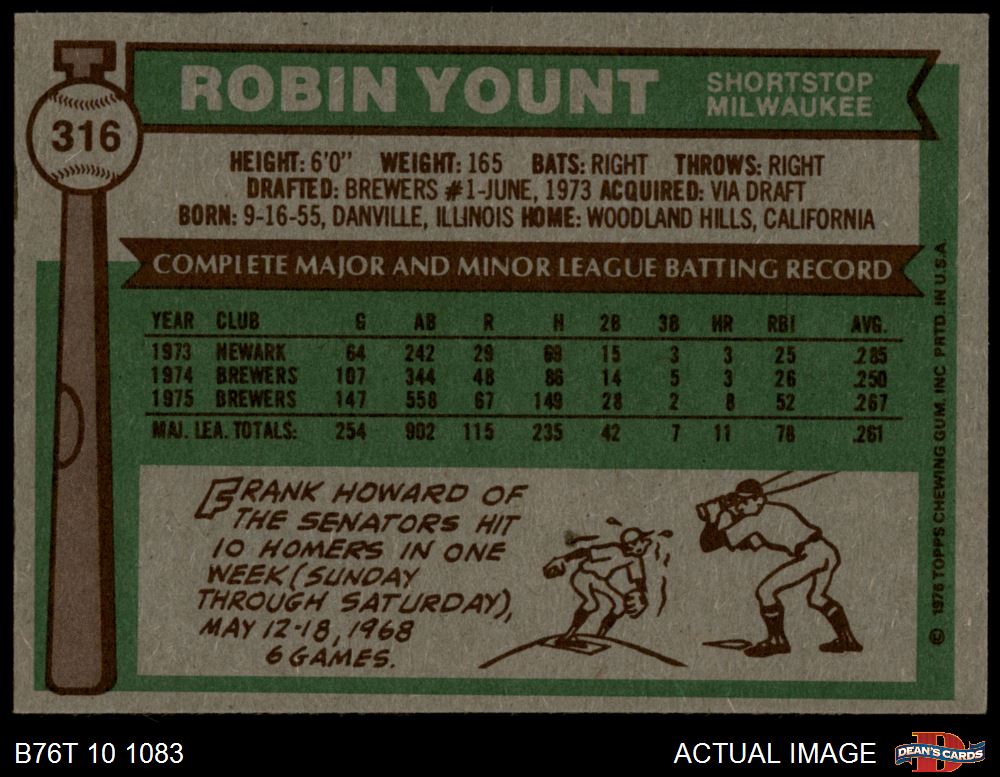 ROBIN YOUNT
SHORTSTOP
MILWAUKEE
316
HEIGHT: 6'0" WEIGHT: 165 BATS: RIGHT THROWS: RIGHT
DRAFTED: BREWERS #1-JUNE, 1973 ACQUIRED: VIA DRAFT
BORN: 9-16-55, DANVILLE, ILLINOIS HOME: WOODLAND HILLS, CALIFORNIA
COMPLETE MAJOR AND MINOR LEAGUE BATTING RECORD
YEAR CLUB G AB R H 2B 3B HR RBI AVG.
1973 NEWARK 64 242 29 69 15 3 3 25 .285
1974 BREWERS 107 344 48 86 14 5 3 26 .250
1975 BREWERS 147 558 67 149 28 2 8 52 .267
MAJ. LEA. TOTALS: 254 902 115 235 42 7 11 78 .261
FRANK HOWARD OF
THE SENATORS HIT
10 HOMERS IN ONE
WEEK (SUNDAY
THROUGH SATURDAY),
MAY 12-18, 1968
6 GAMES.
© 1976 TOPPS CHEWING GUM, INC PRTD. IN U.S.A.
B76T 10 1083
ACTUAL IMAGE
D
DEAN'S CARDS